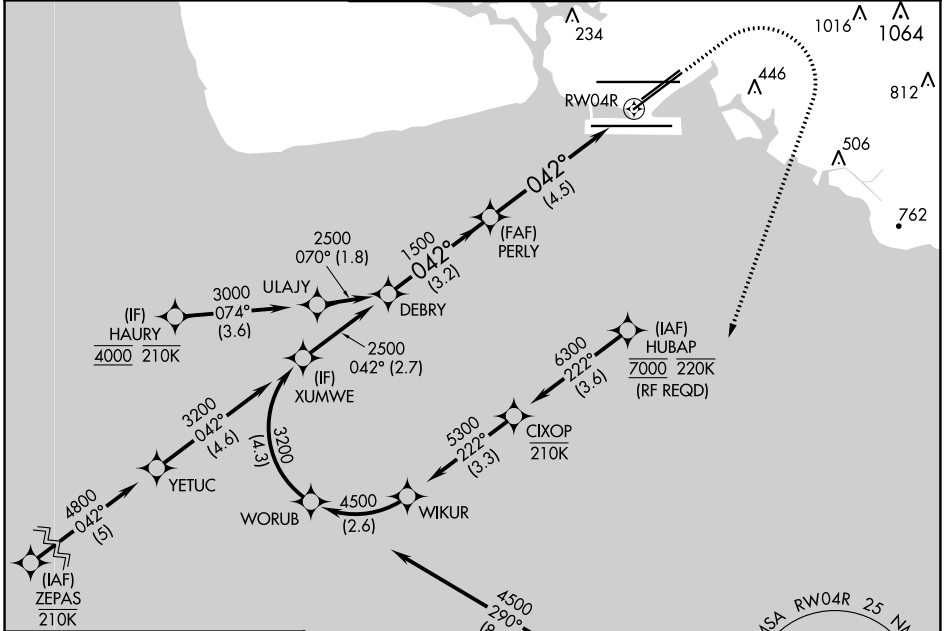 234
1016
1064
446
812
RW04R
506
762
042°
(4.5)
(FAF)
PERLY
1500
042°
(3.2)
2500
070° (1.8)
ULAJY
3000
074°
(3.6)
DEBRY
(IF)
HAURY
4000 210K
2500
042° (2.7)
(IF)
XUMWE
(IAF)
HUBAP
7000 220K
(RF REQD)
6300
222°
(3.6)
CIXOP
210K
5300
222°
(3.3)
3200
042°
(4.6)
3200
(4.3)
YETUC
WORUB
4500
(2.6)
WIKUR
4800
042°
(5)
(IAF)
ZEPAS
210K
4500
290°
MSA RW04R 25